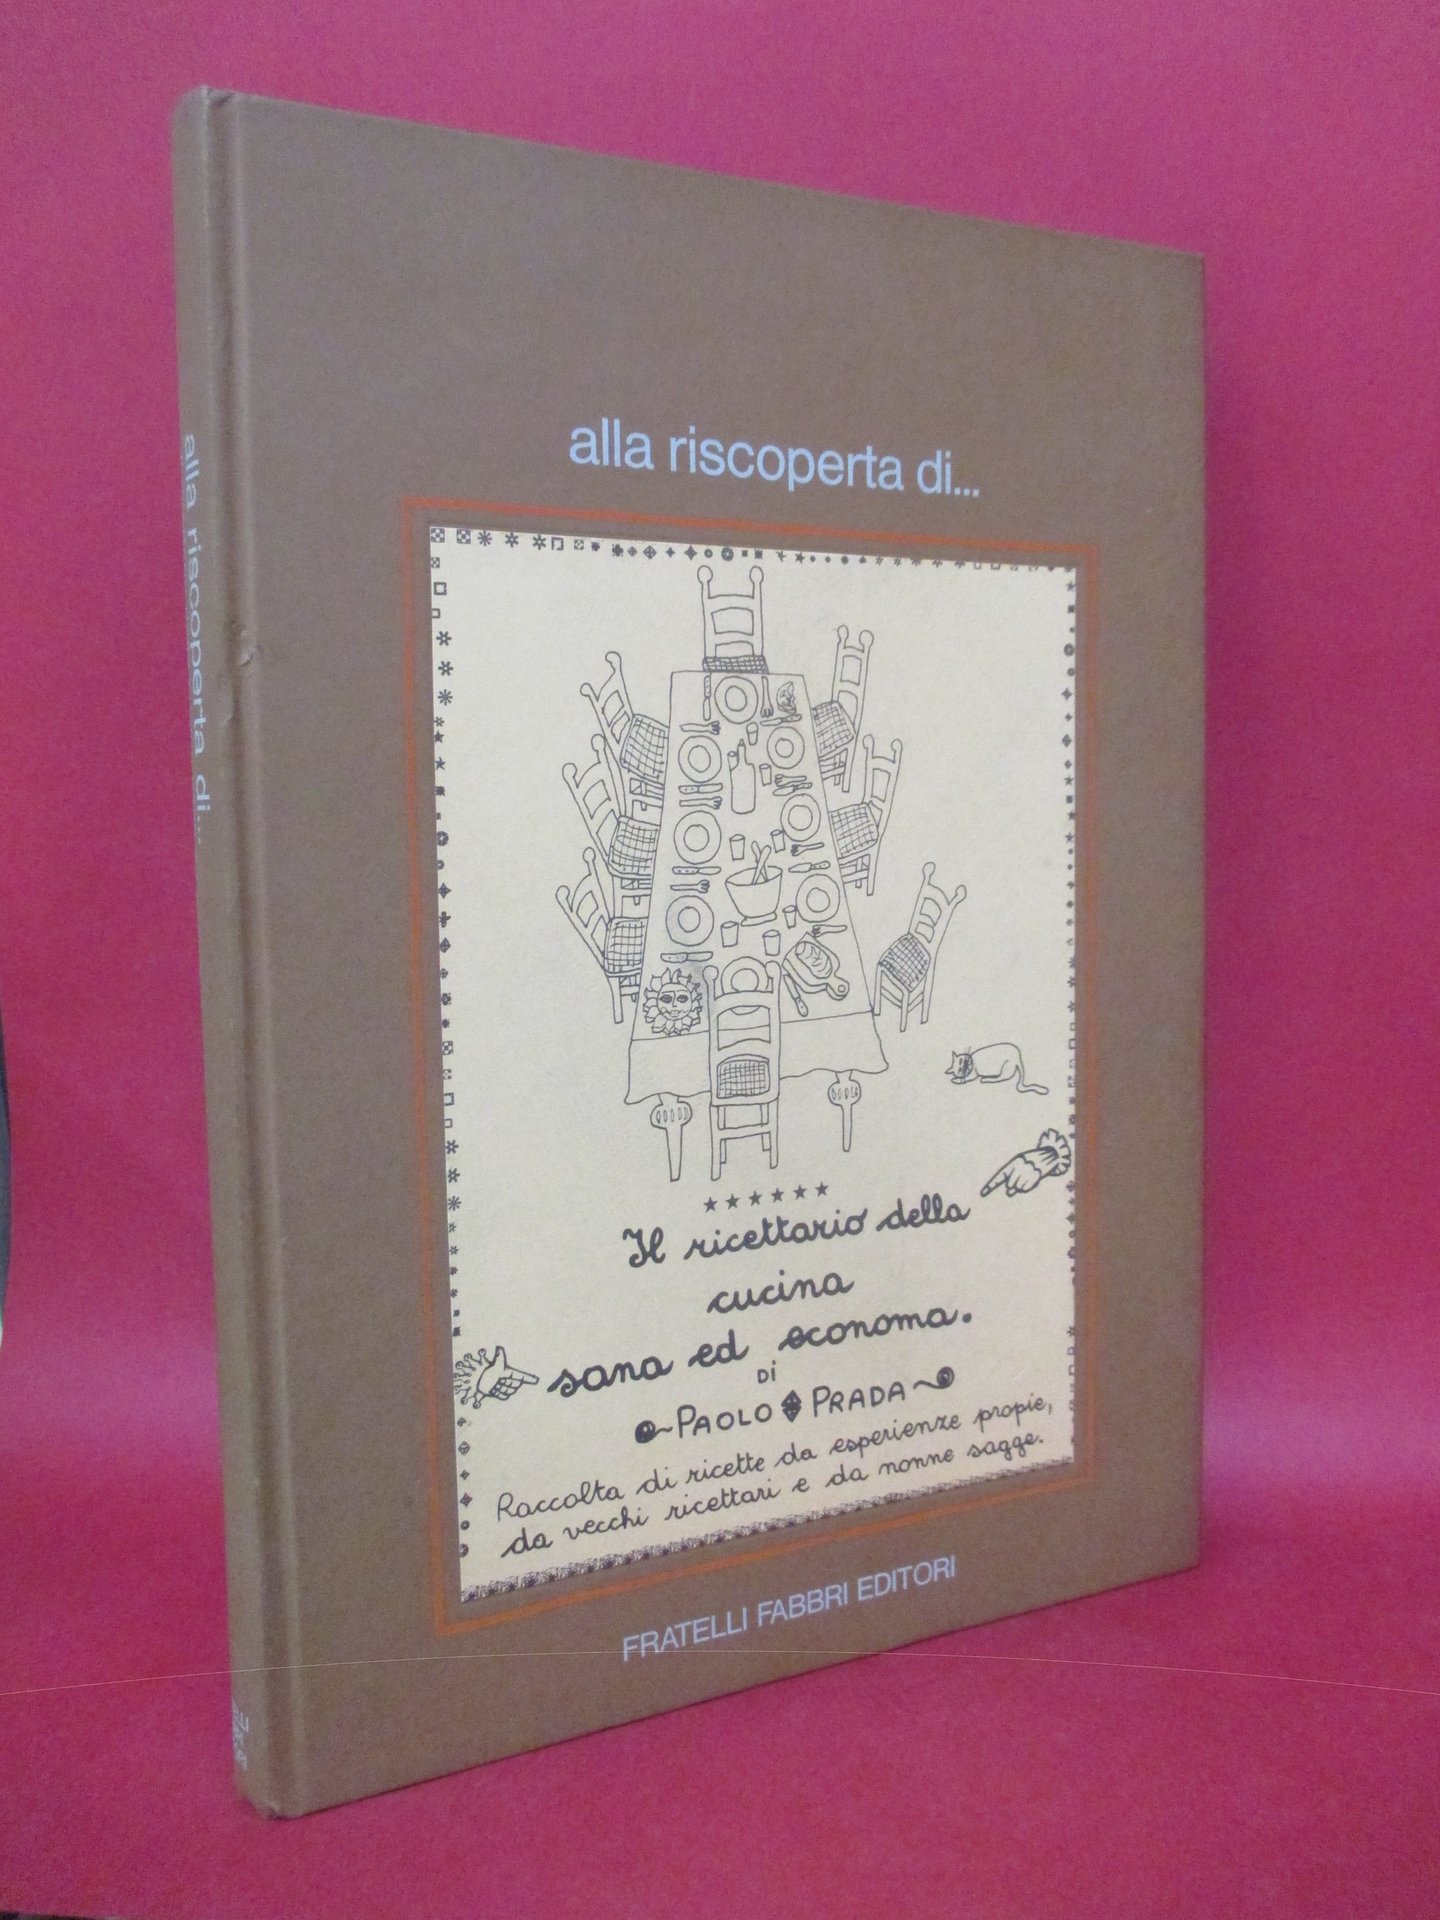 alla riscoperta di...
alla riscoperta di...
Il ricettario della
cucina
sana ed economa.
DI
PAOLO PRADA
Raccolta di ricette da esperienze propie,
da vecchi ricettari e da nonne sagge.
FRATELLI FABBRI EDITORI